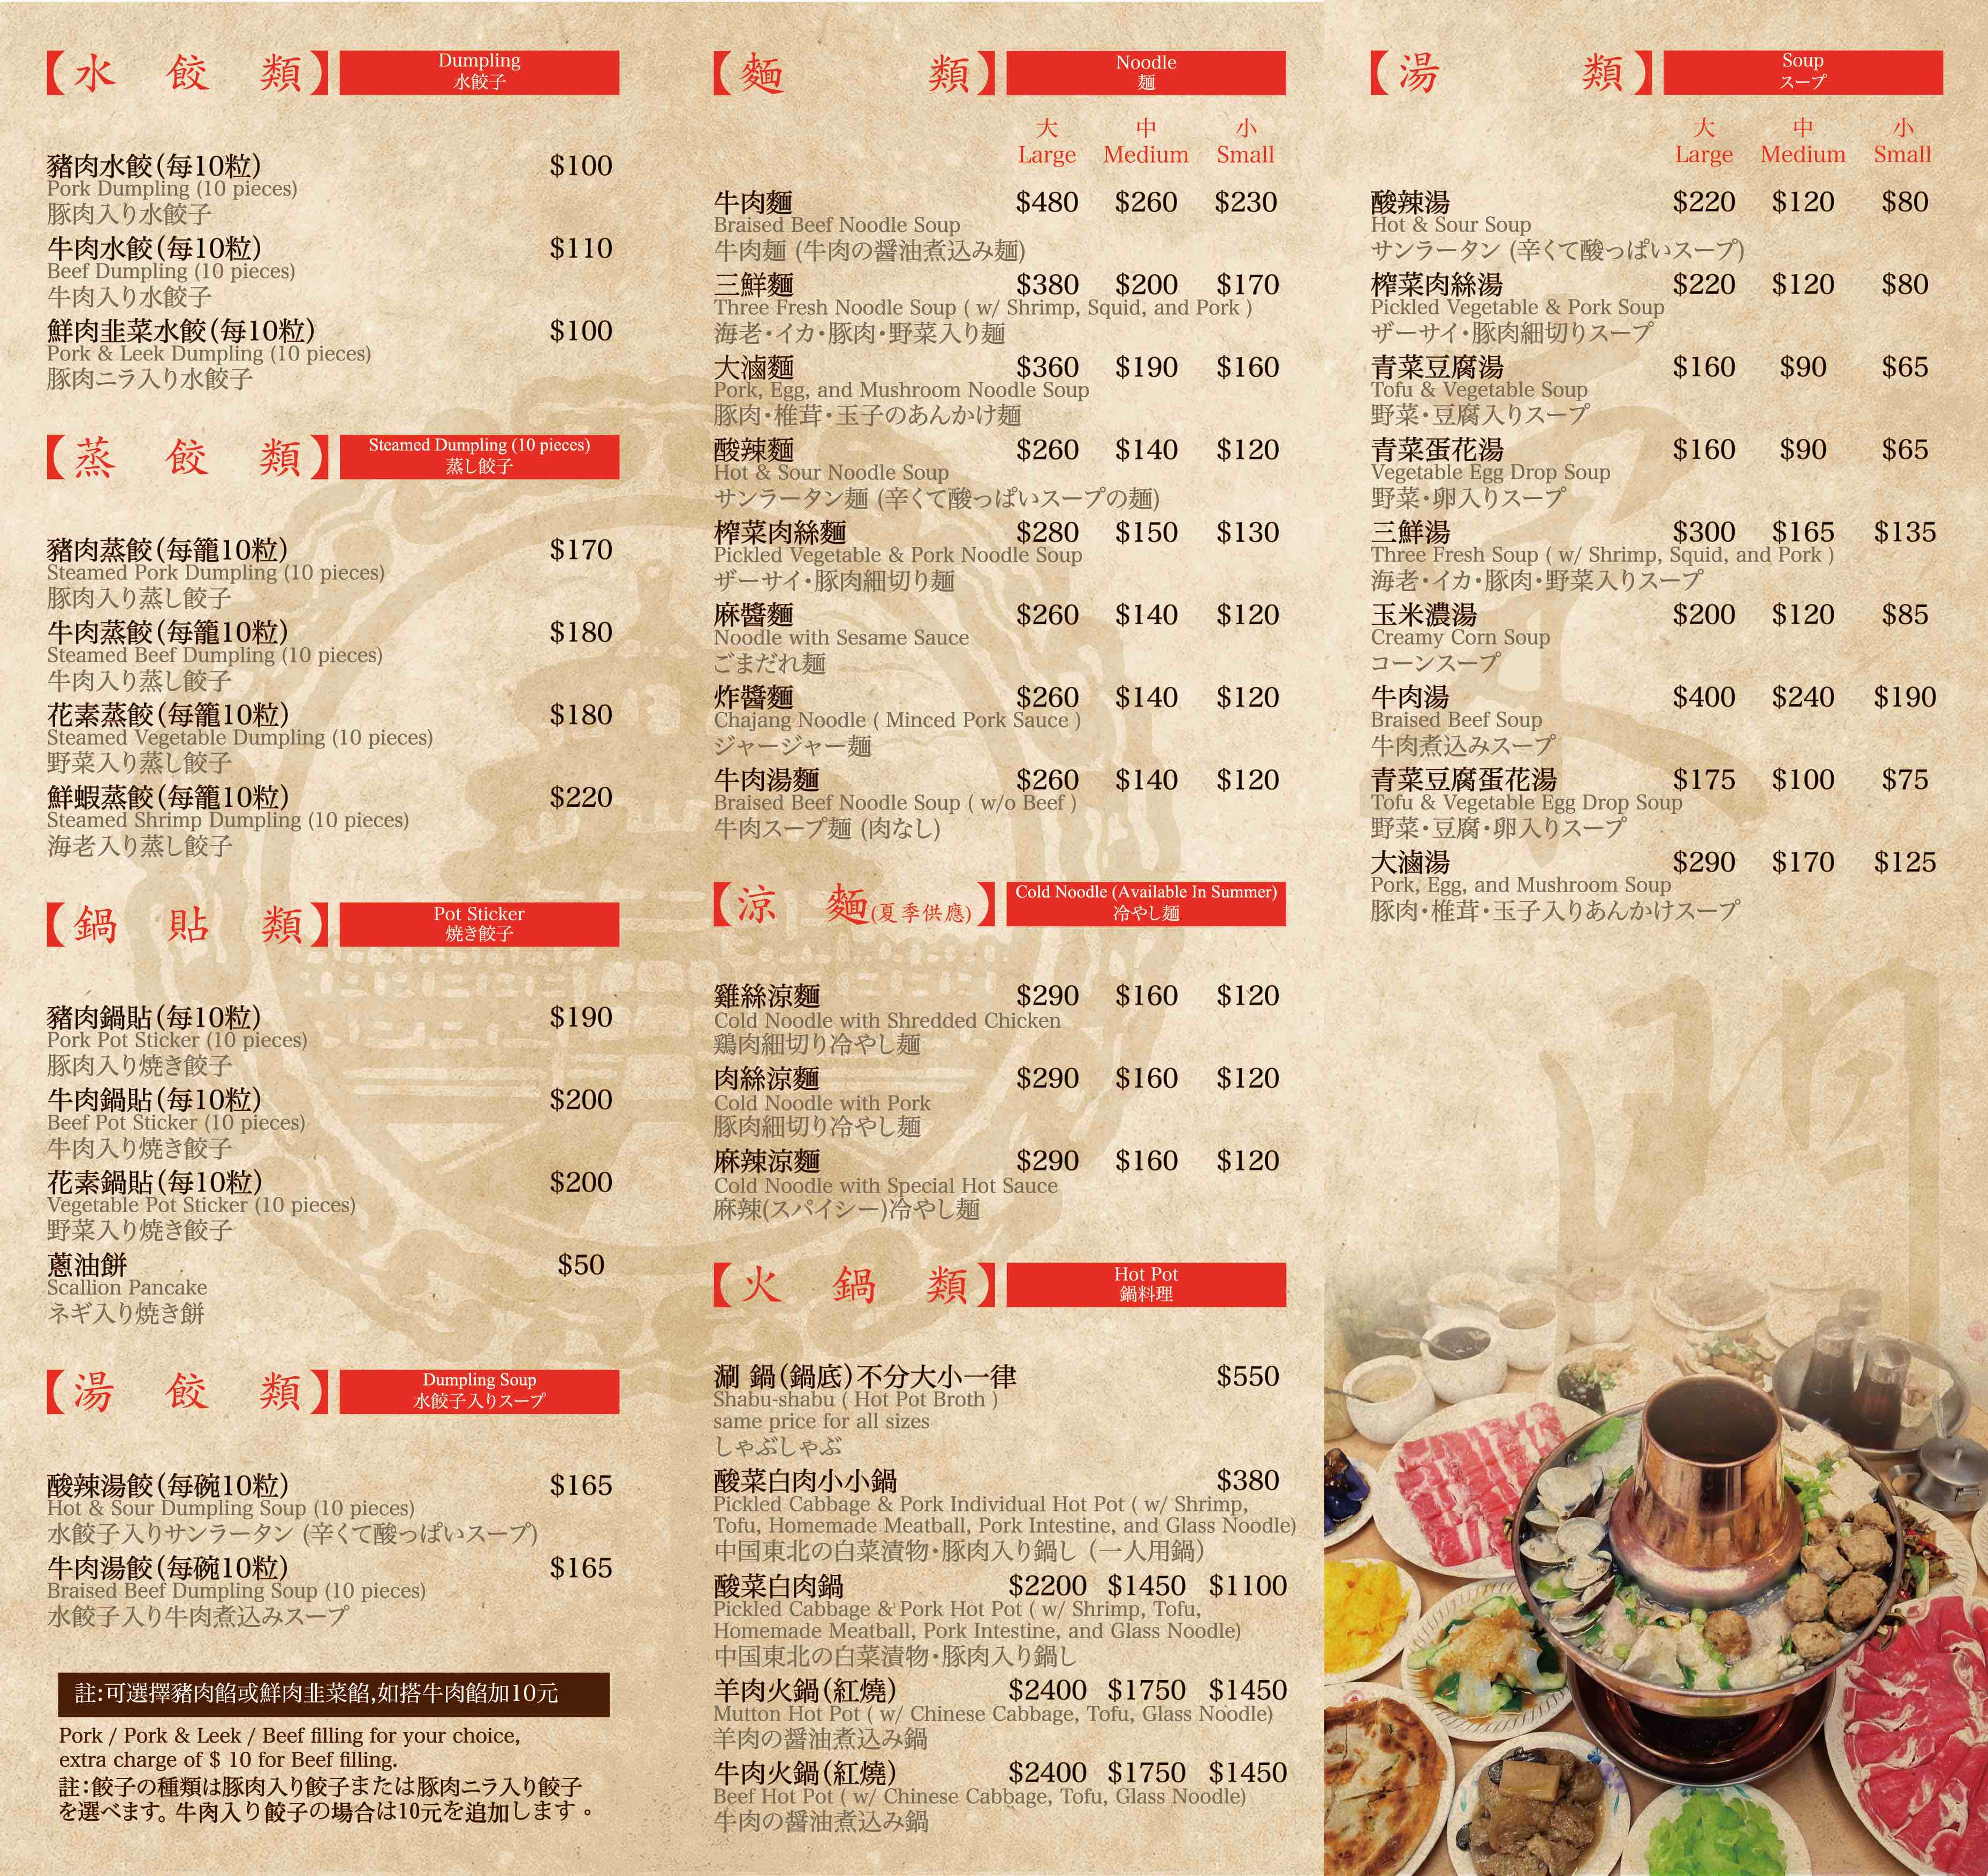 【水 餃 類】 Dumpling
水餃子
豬肉水餃(每10粒) $100
Pork Dumpling (10 pieces)
豚肉入り水餃子
牛肉水餃(每10粒) $110
Beef Dumpling (10 pieces)
牛肉入り水餃子
鮮肉韭菜水餃(每10粒) $100
Pork & Leek Dumpling (10 pieces)
豚肉ニラ入り水餃子
【蒸 餃 類】 Steamed Dumpling (10 pieces)
蒸し餃子
豬肉蒸餃(每籠10粒) $170
Steamed Pork Dumpling (10 pieces)
豚肉入り蒸し餃子
牛肉蒸餃(每籠10粒) $180
Steamed Beef Dumpling (10 pieces)
牛肉入り蒸し餃子
花素蒸餃(每籠10粒) $180
Steamed Vegetable Dumpling (10 pieces)
野菜入り蒸し餃子
鮮蝦蒸餃(每籠10粒) $220
Steamed Shrimp Dumpling (10 pieces)
海老入り蒸し餃子
【鍋 貼 類】 Pot Sticker
焼き餃子
豬肉鍋貼(每10粒) $190
Pork Pot Sticker (10 pieces)
豚肉入り焼き餃子
牛肉鍋貼(每10粒) $200
Beef Pot Sticker (10 pieces)
牛肉入り焼き餃子
花素鍋貼(每10粒) $200
Vegetable Pot Sticker (10 pieces)
野菜入り焼き餃子
蔥油餅 $50
Scallion Pancake
ネギ入り焼き餅
【湯 餃 類】 Dumpling Soup
水餃子入りスープ
酸辣湯餃(每碗10粒) $165
Hot & Sour Dumpling Soup (10 pieces)
水餃子入りサンラータン (辛くて酸っぱいスープ)
牛肉湯餃(每碗10粒) $165
Braised Beef Dumpling Soup (10 pieces)
水餃子入り牛肉煮込みスープ
註:可選擇豬肉餡或鮮肉韭菜餡,如搭牛肉餡加10元
Pork / Pork & Leek / Beef filling for your choice,
extra charge of $ 10 for Beef filling.
註:餃子の種類は豚肉入り餃子または豚肉ニラ入り餃子
を選べます。牛肉入り餃子の場合は10元を追加します。
【麵 類】 Noodle
麺
大 中 小
Large Medium Small
牛肉麵 $480 $260 $230
Braised Beef Noodle Soup
牛肉麺 (牛肉の醤油煮込み麺)
三鮮麵 $380 $200 $170
Three Fresh Noodle Soup ( w/ Shrimp, Squid, and Pork )
海老・イカ・豚肉・野菜入り麺
大滷麵 $360 $190 $160
Pork, Egg, and Mushroom Noodle Soup
豚肉・椎茸・玉子のあんかけ麺
酸辣麵 $260 $140 $120
Hot & Sour Noodle Soup
サンラータン麺 (辛くて酸っぱいスープの麺)
榨菜肉絲麵 $280 $150 $130
Pickled Vegetable & Pork Noodle Soup
ザーサイ・豚肉細切り麺
麻醬麵 $260 $140 $120
Noodle with Sesame Sauce
ごまだれ麺
炸醬麵 $260 $140 $120
Chajang Noodle ( Minced Pork Sauce )
ジャージャー麺
牛肉湯麵 $260 $140 $120
Braised Beef Noodle Soup ( w/o Beef )
牛肉スープ麺 (肉なし)
【涼 麵(夏季供應)】 Cold Noodle (Available In Summer)
冷やし麺
雞絲涼麵 $290 $160 $120
Cold Noodle with Shredded Chicken
鶏肉細切り冷やし麺
肉絲涼麵 $290 $160 $120
Cold Noodle with Pork
豚肉細切り冷やし麺
麻辣涼麵 $290 $160 $120
Cold Noodle with Special Hot Sauce
麻辣(スパイシー)冷やし麺
【火 鍋 類】 Hot Pot
鍋料理
涮 鍋(鍋底)不分大小一律 $550
Shabu-shabu ( Hot Pot Broth )
same price for all sizes
しゃぶしゃぶ
酸菜白肉小小鍋 $380
Pickled Cabbage & Pork Individual Hot Pot ( w/ Shrimp,
Tofu, Homemade Meatball, Pork Intestine, and Glass Noodle)
中国東北の白菜漬物・豚肉入り鍋し (一人用鍋)
酸菜白肉鍋 $2200 $1450 $1100
Pickled Cabbage & Pork Hot Pot ( w/ Shrimp, Tofu,
Homemade Meatball, Pork Intestine, and Glass Noodle)
中国東北の白菜漬物・豚肉入り鍋し
羊肉火鍋(紅燒) $2400 $1750 $1450
Mutton Hot Pot ( w/ Chinese Cabbage, Tofu, Glass Noodle)
羊肉の醤油煮込み鍋
牛肉火鍋(紅燒) $2400 $1750 $1450
Beef Hot Pot ( w/ Chinese Cabbage, Tofu, Glass Noodle)
牛肉の醤油煮込み鍋
【湯 類】 Soup
スープ
大 中 小
Large Medium Small
酸辣湯 $220 $120 $80
Hot & Sour Soup
サンラータン (辛くて酸っぱいスープ)
榨菜肉絲湯 $220 $120 $80
Pickled Vegetable & Pork Soup
ザーサイ・豚肉細切りスープ
青菜豆腐湯 $160 $90 $65
Tofu & Vegetable Soup
野菜・豆腐入りスープ
青菜蛋花湯 $160 $90 $65
Vegetable Egg Drop Soup
野菜・卵入りスープ
三鮮湯 $300 $165 $135
Three Fresh Soup ( w/ Shrimp, Squid, and Pork )
海老・イカ・豚肉・野菜入りスープ
玉米濃湯 $200 $120 $85
Creamy Corn Soup
コーンスープ
牛肉湯 $400 $240 $190
Braised Beef Soup
牛肉煮込みスープ
青菜豆腐蛋花湯 $175 $100 $75
Tofu & Vegetable Egg Drop Soup
野菜・豆腐・卵入りスープ
大滷湯 $290 $170 $125
Pork, Egg, and Mushroom Soup
豚肉・椎茸・玉子入りあんかけスープ